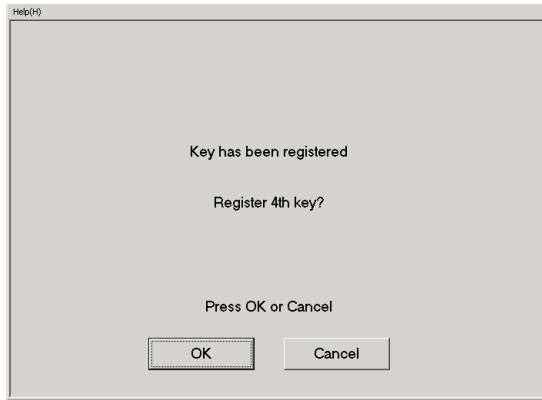 Help(H)
Key has been registered
Register 4th key?
Press OK or Cancel
OK
Cancel